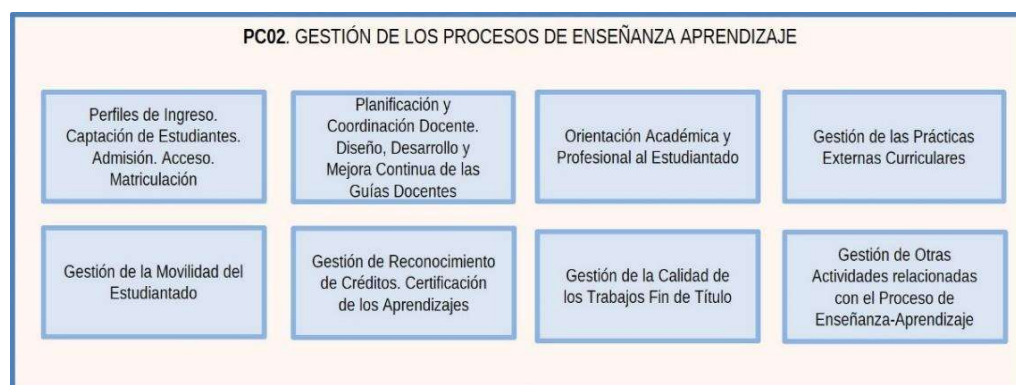 PC02. GESTIÓN DE LOS PROCESOS DE ENSEÑANZA APRENDIZAJE
Perfiles de Ingreso.
Captación de Estudiantes.
Admisión. Acceso.
Matriculación
Planificación y
Coordinación Docente.
Diseño, Desarrollo y
Mejora Continua de las
Guías Docentes
Orientación Académica y
Profesional al Estudiantado
Gestión de las Prácticas
Externas Curriculares
Gestión de la Movilidad del
Estudiantado
Gestión de Reconocimiento
de Créditos. Certificación
de los Aprendizajes
Gestión de la Calidad de
los Trabajos Fin de Título
Gestión de Otras
Actividades relacionadas
con el Proceso de
Enseñanza-Aprendizaje